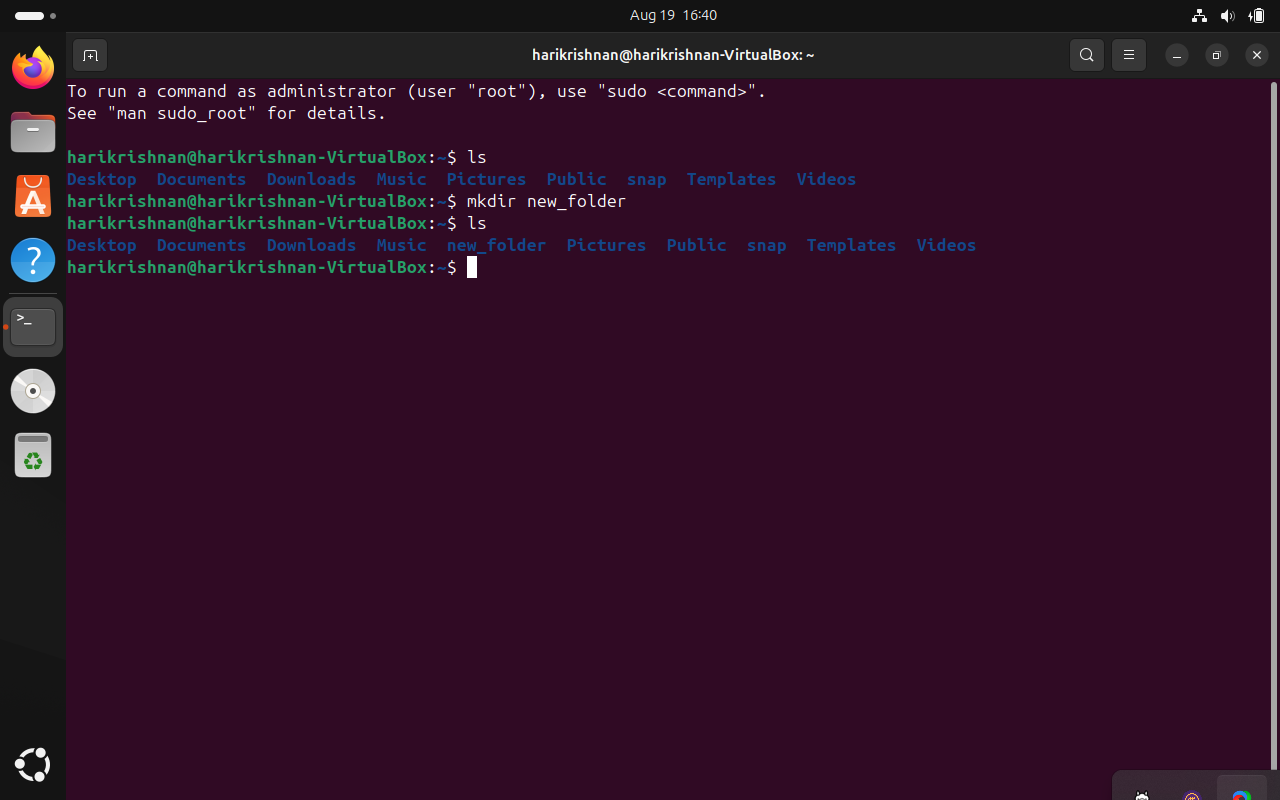 Aug 19 16:40
harikrishnan@harikrishnan-VirtualBox: ~
To run a command as administrator (user "root"), use "sudo <command>".
See "man sudo_root" for details.
harikrishnan@harikrishnan-VirtualBox:~$ ls
Desktop Documents Downloads Music Pictures Public snap Templates Videos
harikrishnan@harikrishnan-VirtualBox:~$ mkdir new_folder
harikrishnan@harikrishnan-VirtualBox:~$ ls
Desktop Documents Downloads Music new_folder Pictures Public snap Templates Videos
harikrishnan@harikrishnan-VirtualBox:~$